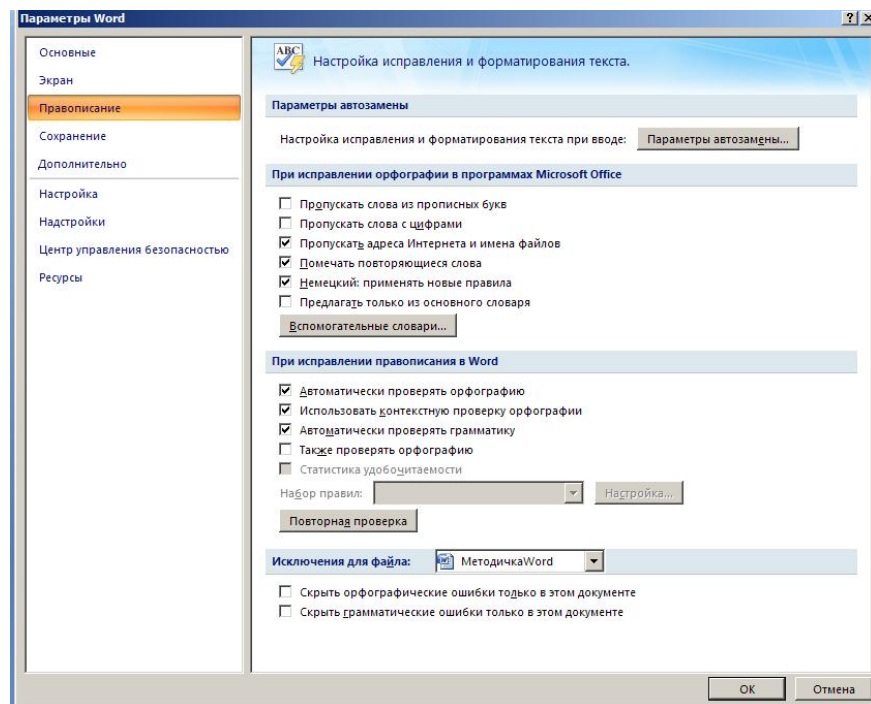 Параметры Word
Основные
Экран
Правописание
Сохранение
Дополнительно
Настройка
Надстройки
Центр управления безопасностью
Ресурсы
ABC
Настройка исправления и форматирования текста.
Параметры автозамены
Настройка исправления и форматирования текста при вводе: Параметры автозамены...
При исправлении орфографии в программах Microsoft Office
Пропускать слова из прописных букв
Пропускать слова с цифрами
Пропускать адреса Интернета и имена файлов
Помечать повторяющиеся слова
Немецкий: применять новые правила
Предлагать только из основного словаря
Вспомогательные словари...
При исправлении правописания в Word
Автоматически проверять орфографию
Использовать контекстную проверку орфографии
Автоматически проверять грамматику
Также проверять орфографию
Статистика удобочитаемости
Набор правил: Настройка...
Повторная проверка
Исключения для файла: МетодичкаWord
Скрыть орфографические ошибки только в этом документе
Скрыть грамматические ошибки только в этом документе
ОК Отмена